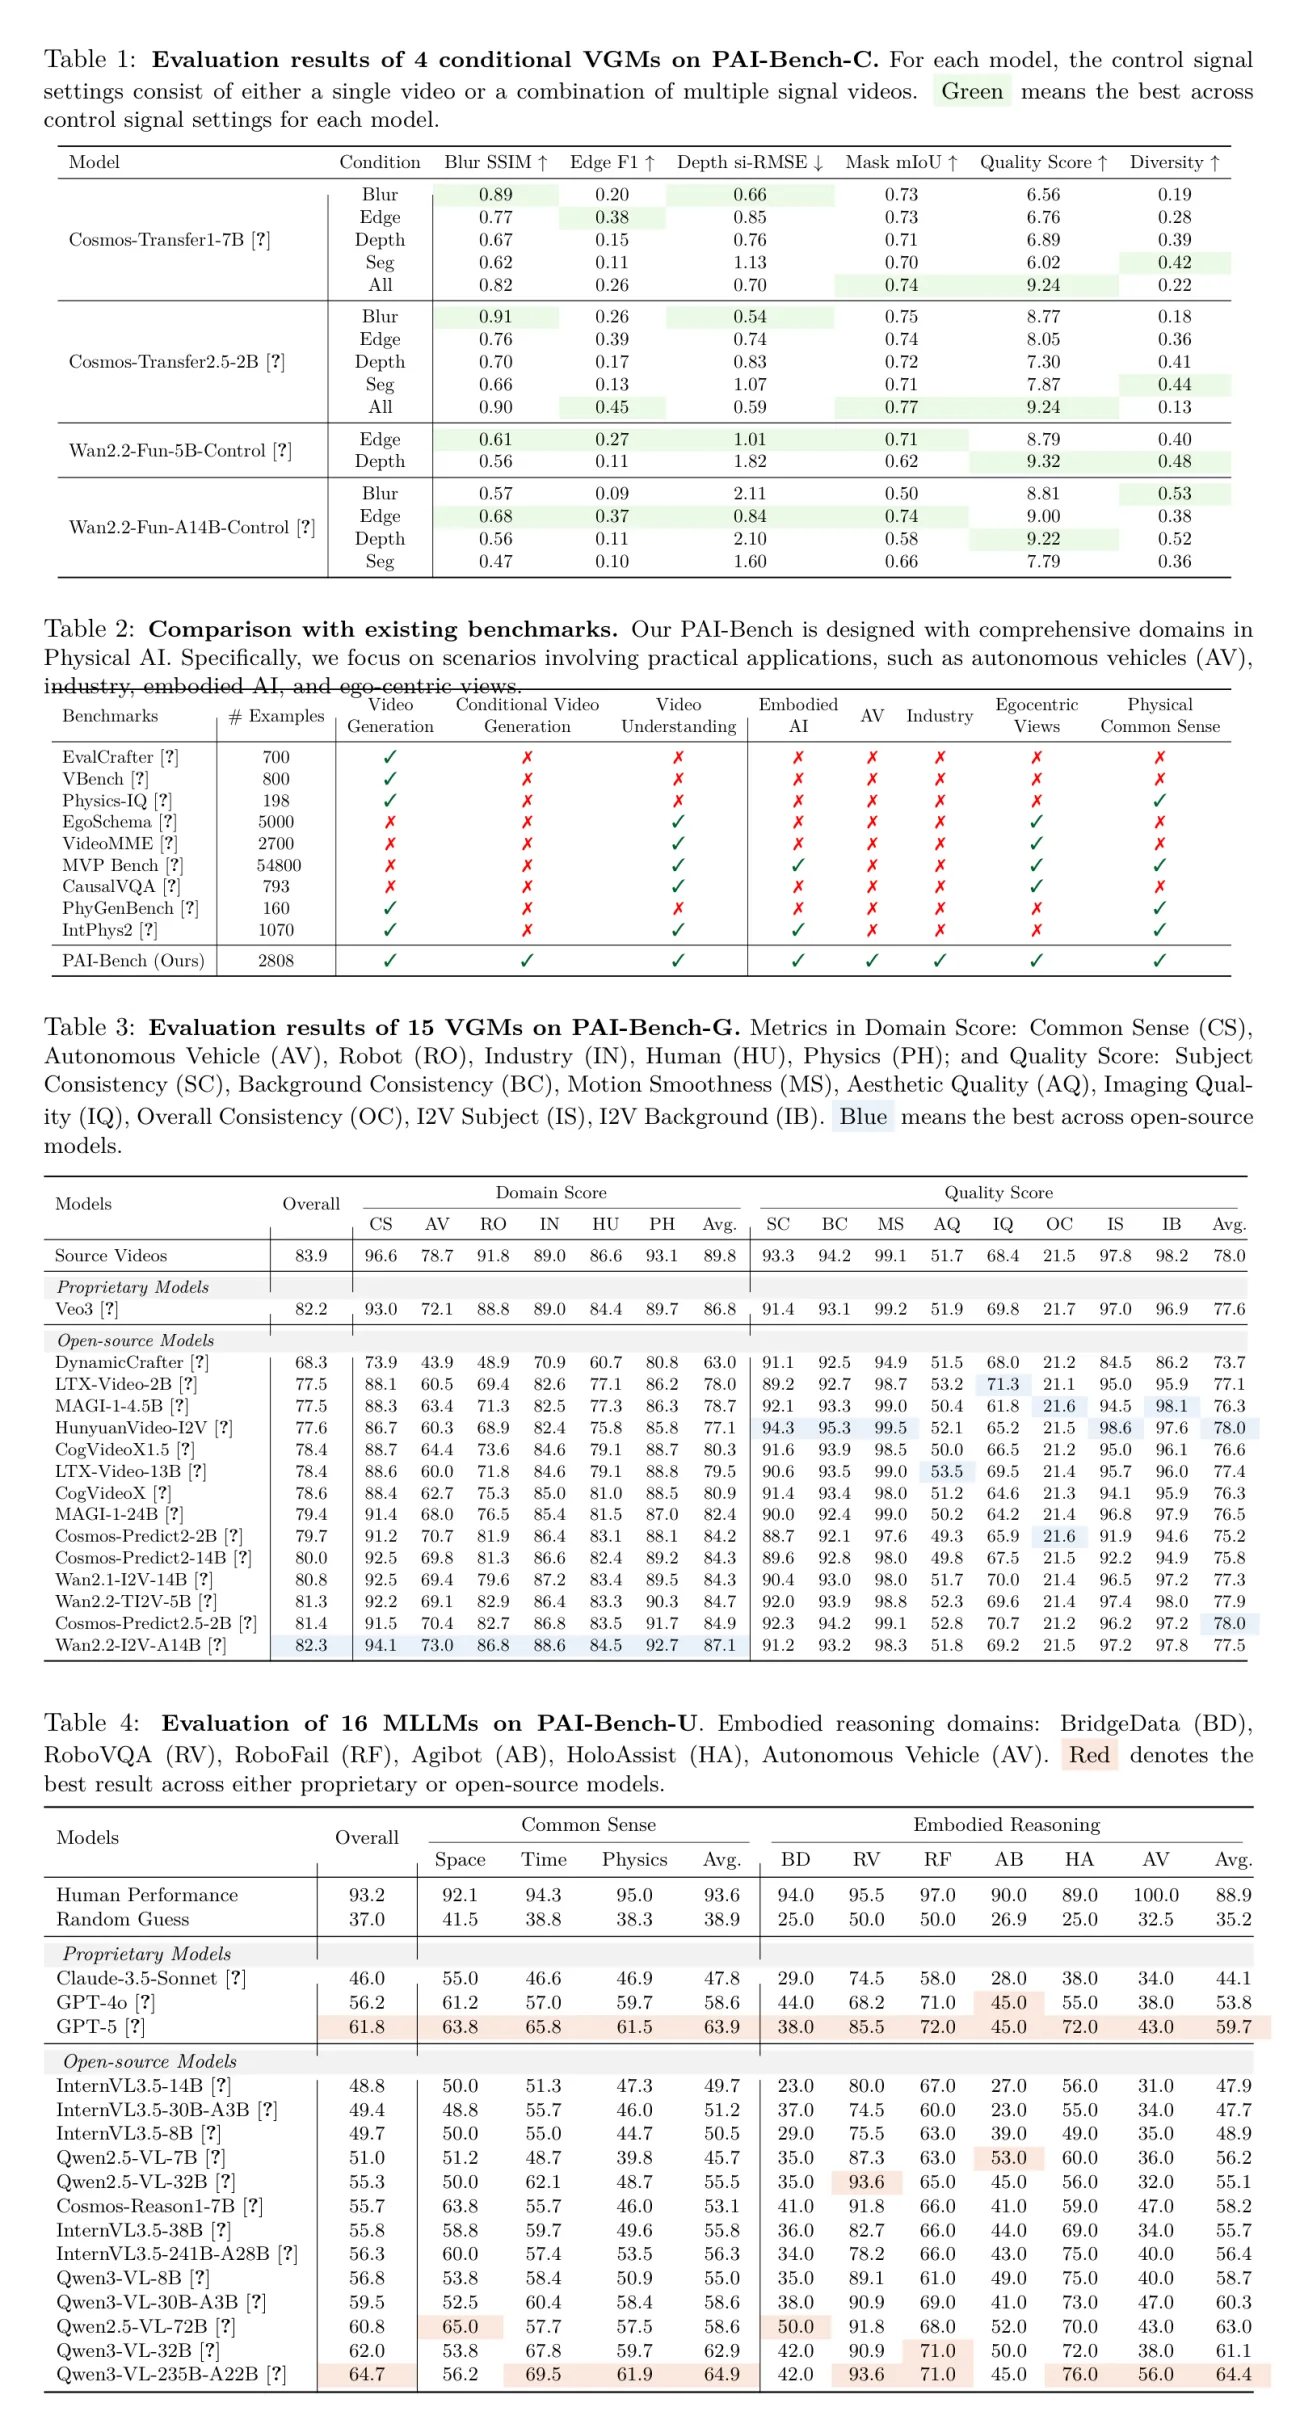 Table 1: Evaluation results of 4 conditional VGMs on PAI-Bench-C. For each model, the control signal
settings consist of either a single video or a combination of multiple signal videos. Green means the best across
control signal settings for each model.
Model Condition Blur SSIM ↑ Edge F1 ↑ Depth si-RMSE ↓ Mask mIoU ↑ Quality Score ↑ Diversity ↑
Blur 0.89 0.20 0.66 0.73 6.56 0.19
Edge 0.77 0.38 0.85 0.73 6.76 0.28
Cosmos-Transfer1-7B [?] Depth 0.67 0.15 0.76 0.71 6.89 0.39
Seg 0.62 0.11 1.13 0.70 6.02 0.42
All 0.82 0.26 0.70 0.74 9.24 0.22
Blur 0.91 0.26 0.54 0.75 8.77 0.18
Edge 0.76 0.39 0.74 0.74 8.05 0.36
Cosmos-Transfer2.5-2B [?] Depth 0.70 0.17 0.83 0.72 7.30 0.41
Seg 0.66 0.13 1.07 0.71 7.87 0.44
All 0.90 0.45 0.59 0.77 9.24 0.13
Wan2.2-Fun-5B-Control [?] Edge 0.61 0.27 1.01 0.71 8.79 0.40
Depth 0.56 0.11 1.82 0.62 9.32 0.48
Blur 0.57 0.09 2.11 0.50 8.81 0.53
Wan2.2-Fun-A14B-Control [?] Edge 0.68 0.37 0.84 0.74 9.00 0.38
Depth 0.56 0.11 2.10 0.58 9.22 0.52
Seg 0.47 0.10 1.60 0.66 7.79 0.36
Table 2: Comparison with existing benchmarks. Our PAI-Bench is designed with comprehensive domains in
Physical AI. Specifically, we focus on scenarios involving practical applications, such as autonomous vehicles (AV),
industry, embodied AI, and ego-centric views.
Benchmarks # Examples Video Generation Conditional Video Generation Video Understanding Embodied AI AV Industry Egocentric Views Physical Common Sense
EvalCrafter [?] 700 ✓ ✗ ✗ ✗ ✗ ✗ ✗ ✗
VBench [?] 800 ✓ ✗ ✗ ✗ ✗ ✗ ✗ ✗
Physics-IQ [?] 198 ✓ ✗ ✗ ✗ ✗ ✗ ✗ ✓
EgoSchema [?] 5000 ✗ ✗ ✓ ✗ ✗ ✗ ✓ ✗
VideoMME [?] 2700 ✗ ✗ ✓ ✗ ✗ ✗ ✓ ✗
MVP Bench [?] 54800 ✗ ✗ ✓ ✓ ✗ ✗ ✓ ✓
CausalVQA [?] 793 ✗ ✗ ✓ ✗ ✗ ✗ ✓ ✗
PhyGenBench [?] 160 ✓ ✗ ✗ ✗ ✗ ✗ ✗ ✓
IntPhys2 [?] 1070 ✓ ✗ ✓ ✓ ✗ ✗ ✗ ✓
PAI-Bench (Ours) 2808 ✓ ✓ ✓ ✓ ✓ ✓ ✓ ✓
Table 3: Evaluation results of 15 VGMs on PAI-Bench-G. Metrics in Domain Score: Common Sense (CS),
Autonomous Vehicle (AV), Robot (RO), Industry (IN), Human (HU), Physics (PH); and Quality Score: Subject
Consistency (SC), Background Consistency (BC), Motion Smoothness (MS), Aesthetic Quality (AQ), Imaging Qual-
ity (IQ), Overall Consistency (OC), I2V Subject (IS), I2V Background (IB). Blue means the best across open-source
models.
Models Overall Domain Score Quality Score
CS AV RO IN HU PH Avg. SC BC MS AQ IQ OC IS IB Avg.
Source Videos 83.9 96.6 78.7 91.8 89.0 86.6 93.1 89.8 93.3 94.2 99.1 51.7 68.4 21.5 97.8 98.2 78.0
Proprietary Models
Veo3 [?] 82.2 93.0 72.1 88.8 89.0 84.4 89.7 86.8 91.4 93.1 99.2 51.9 69.8 21.7 97.0 96.9 77.6
Open-source Models
DynamicCrafter [?] 68.3 73.9 43.9 48.9 70.9 60.7 80.8 63.0 91.1 92.5 94.9 51.5 68.0 21.2 84.5 86.2 73.7
LTX-Video-2B [?] 77.5 88.1 60.5 69.4 82.6 77.1 86.2 78.0 89.2 92.7 98.7 53.2 71.3 21.1 95.0 95.9 77.1
MAGI-1-4.5B [?] 77.5 88.3 63.4 71.3 82.5 77.3 86.3 78.7 92.1 93.3 99.0 50.4 61.8 21.6 94.5 98.1 76.3
HunyuanVideo-I2V [?] 77.6 86.7 60.3 68.9 82.4 75.8 85.8 77.1 94.3 95.3 99.5 52.1 65.2 21.5 98.6 97.6 78.0
CogVideoX1.5 [?] 78.4 88.7 64.4 73.6 84.6 79.1 88.7 80.3 91.6 93.9 98.5 50.0 66.5 21.2 95.0 96.1 76.6
LTX-Video-13B [?] 78.4 88.6 60.0 71.8 84.6 79.1 88.8 79.5 90.6 93.5 99.0 53.5 69.5 21.4 95.7 96.0 77.4
CogVideoX [?] 78.6 88.4 62.7 75.3 85.0 81.0 88.5 80.9 91.4 93.4 98.0 51.2 64.6 21.3 94.1 95.9 76.3
MAGI-1-24B [?] 79.4 91.4 68.0 76.5 85.4 81.5 87.0 82.4 90.0 92.4 99.0 50.2 64.2 21.4 96.8 97.9 76.5
Cosmos-Predict2-2B [?] 79.7 91.2 70.7 81.9 86.4 83.1 88.1 84.2 88.7 92.1 97.6 49.3 65.9 21.6 91.9 94.6 75.2
Cosmos-Predict2-14B [?] 80.0 92.5 69.8 81.3 86.6 82.4 89.2 84.3 89.6 92.8 98.0 49.8 67.5 21.5 92.2 94.9 75.8
Wan2.1-I2V-14B [?] 80.8 92.5 69.4 79.6 87.2 83.4 89.5 84.3 90.4 93.0 98.0 51.7 70.0 21.4 96.5 97.2 77.3
Wan2.2-TI2V-5B [?] 81.3 92.2 69.1 82.9 86.4 83.3 90.3 84.7 92.0 93.9 98.8 52.3 69.6 21.4 97.4 98.0 77.9
Cosmos-Predict2.5-2B [?] 81.4 91.5 70.4 82.7 86.8 83.5 91.7 84.9 92.3 94.2 99.1 52.8 70.7 21.2 96.2 97.2 78.0
Wan2.2-I2V-A14B [?] 82.3 94.1 73.0 86.8 88.6 84.5 92.7 87.1 91.2 93.2 98.3 51.8 69.2 21.5 97.2 97.8 77.5
Table 4: Evaluation of 16 MLLMs on PAI-Bench-U. Embodied reasoning domains: BridgeData (BD),
RoboVQA (RV), RoboFail (RF), Agibot (AB), HoloAssist (HA), Autonomous Vehicle (AV). Red denotes the
best result across either proprietary or open-source models.
Models Overall Common Sense Embodied Reasoning
Space Time Physics Avg. BD RV RF AB HA AV Avg.
Human Performance 93.2 92.1 94.3 95.0 93.6 94.0 95.5 97.0 90.0 89.0 100.0 88.9
Random Guess 37.0 41.5 38.8 38.3 38.9 25.0 50.0 50.0 26.9 25.0 32.5 35.2
Proprietary Models
Claude-3.5-Sonnet [?] 46.0 55.0 46.6 46.9 47.8 29.0 74.5 58.0 28.0 38.0 34.0 44.1
GPT-4o [?] 56.2 61.2 57.0 59.7 58.6 44.0 68.2 71.0 45.0 55.0 38.0 53.8
GPT-5 [?] 61.8 63.8 65.8 61.5 63.9 38.0 85.5 72.0 45.0 72.0 43.0 59.7
Open-source Models
InternVL3.5-14B [?] 48.8 50.0 51.3 47.3 49.7 23.0 80.0 67.0 27.0 56.0 31.0 47.9
InternVL3.5-30B-A3B [?] 49.4 48.8 55.7 46.0 51.2 37.0 74.5 60.0 23.0 55.0 34.0 47.7
InternVL3.5-8B [?] 49.7 50.0 55.0 44.7 50.5 29.0 75.5 63.0 39.0 49.0 35.0 48.9
Qwen2.5-VL-7B [?] 51.0 51.2 48.7 39.8 45.7 35.0 87.3 63.0 53.0 60.0 36.0 56.2
Qwen2.5-VL-32B [?] 55.3 50.0 62.1 48.7 55.5 35.0 93.6 65.0 45.0 56.0 32.0 55.1
Cosmos-Reason1-7B [?] 55.7 63.8 55.7 46.0 53.1 41.0 91.8 66.0 41.0 59.0 47.0 58.2
InternVL3.5-38B [?] 55.8 58.8 59.7 49.6 55.8 36.0 82.7 66.0 44.0 69.0 34.0 55.7
InternVL3.5-241B-A28B [?] 56.3 60.0 57.4 53.5 56.3 34.0 78.2 66.0 43.0 75.0 40.0 56.4
Qwen3-VL-8B [?] 56.8 53.8 58.4 50.9 55.0 35.0 89.1 61.0 49.0 75.0 40.0 58.7
Qwen3-VL-30B-A3B [?] 59.5 52.5 60.4 58.4 58.6 38.0 90.9 69.0 41.0 73.0 47.0 60.3
Qwen2.5-VL-72B [?] 60.8 65.0 57.7 57.5 58.6 50.0 91.8 68.0 52.0 70.0 43.0 63.0
Qwen3-VL-32B [?] 62.0 53.8 67.8 59.7 62.9 42.0 90.9 71.0 50.0 72.0 38.0 61.1
Qwen3-VL-235B-A22B [?] 64.7 56.2 69.5 61.9 64.9 42.0 93.6 71.0 45.0 76.0 56.0 64.4